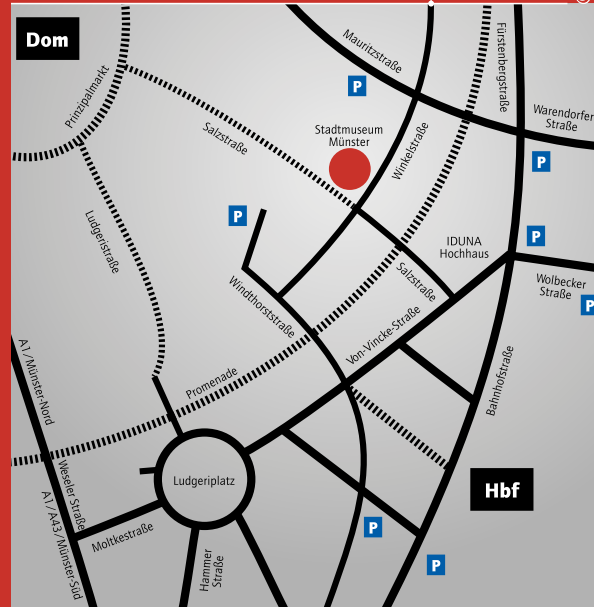 Dom
Mauritzstraße
Fürstenbergstraße
Prinzipalmarkt
P
Warendorfer
Straße
Salzstraße
Stadtmuseum
Münster
Winkelstraße
P
P
Ludgeristraße
P
IDUNA
Hochhaus
Salzstraße
Wolbecker
Straße
P
Windthorststraße
Von-Vincke-Straße
A1/Münster-Nord
Promenade
Bahnhofstraße
Weseler Straße
Ludgeriplatz
Hbf
A1/A43/Münster-Süd
Moltkestraße
Hammer
Straße
P
P